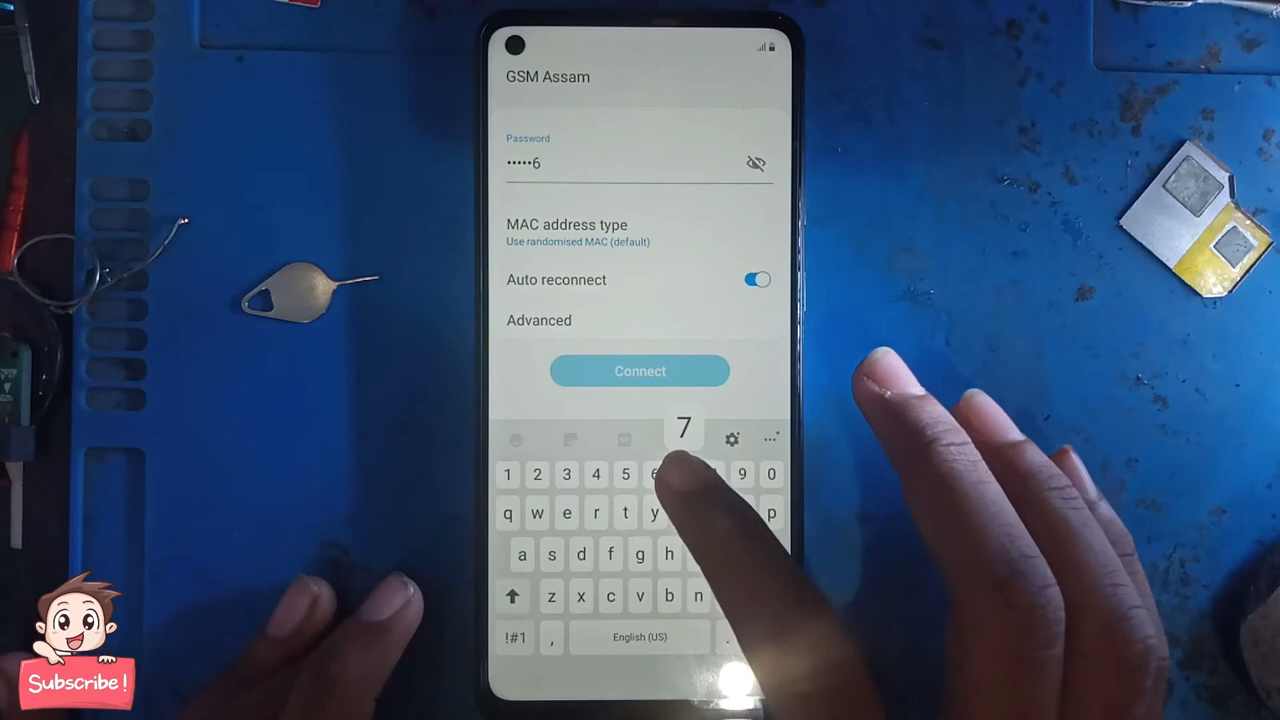 GSM Assam
Password
•••••6
MAC address type
Use randomised MAC (default)
Auto reconnect
Advanced
Connect
7
1 2 3 4 5 6 9 0
q w e r t y p
a s d f g h
z x c v b n
!#1 , English (US) .
Subscribe!